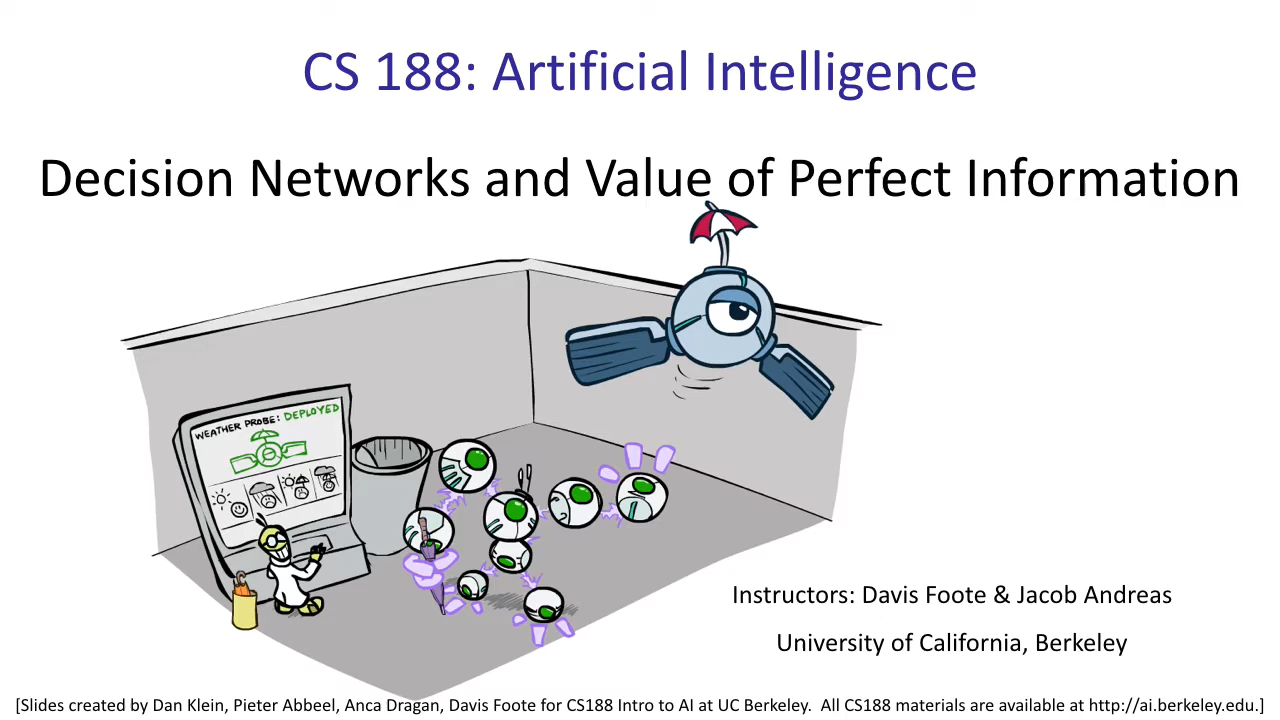 CS 188: Artificial Intelligence
Decision Networks and Value of Perfect Information
WEATHER PROBE: DEPLOYED
Instructors: Davis Foote & Jacob Andreas
University of California, Berkeley
[Slides created by Dan Klein, Pieter Abbeel, Anca Dragan, Davis Foote for CS188 Intro to AI at UC Berkeley.  All CS188 materials are available at http://ai.berkeley.edu.]